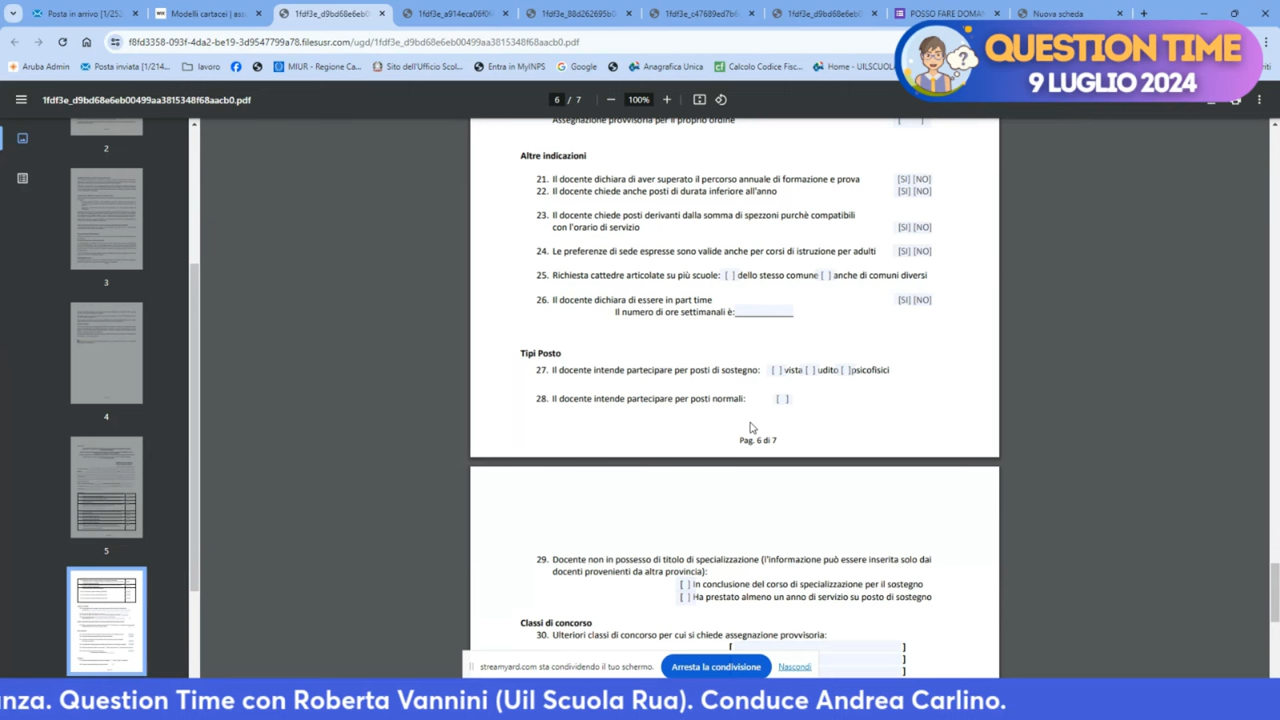 Posta in arrivo [1/252
Modelli cartacei | assi
1fdf3e_d9bd68e6eb0
1fdf3e_a914eca06f0
1fdf3e_88d262695b0
1fdf3e_c47689ed7b6
1fdf3e_d9bd68e6eb0
POSSO FARE DOMAN
Nuova scheda
f8fd3358-093f-4da2-be19-3d9547799a78.filesusr.com/ugd/1fdf3e_d9bd68e6eb00499aa3815348f68aacb0.pdf
Aruba Admin
Posta inviata [1/214...
lavoro
MIUR - Regione Ca...
Sito dell'Ufficio Scol...
Entra in MyINPS
Google
Anagrafica Unica
Calcolo Codice Fisc...
Home - UILSCUOL
QUESTION TIME
9 LUGLIO 2024
1fdf3e_d9bd68e6eb00499aa3815348f68aacb0.pdf
6 / 7
100%
2
3
4
5
Assegnazione provvisoria per il proprio ordine [ ]
Altre indicazioni
21. Il docente dichiara di aver superato il percorso annuale di formazione e prova [SI] [NO]
22. Il docente chiede anche posti di durata inferiore all'anno [SI] [NO]
23. Il docente chiede posti derivanti dalla somma di spezzoni purchè compatibili
con l'orario di servizio [SI] [NO]
24. Le preferenze di sede espresse sono valide anche per corsi di istruzione per adulti [SI] [NO]
25. Richiesta cattedre articolate su più scuole: [ ] dello stesso comune [ ] anche di comuni diversi
26. Il docente dichiara di essere in part time [SI] [NO]
Il numero di ore settimanali è:__________
Tipi Posto
27. Il docente intende partecipare per posti di sostegno: [ ] vista [ ] udito [ ]psicofisici
28. Il docente intende partecipare per posti normali: [ ]
Pag. 6 di 7
29. Docente non in possesso di titolo di specializzazione (l'informazione può essere inserita solo dai
docenti provenienti da altra provincia):
[ ] In conclusione del corso di specializzazione per il sostegno
[ ] Ha prestato almeno un anno di servizio su posto di sostegno
Classi di concorso
30. Ulteriori classi di concorso per cui si chiede assegnazione provvisoria:
[ ]
]
]
streamyard.com sta condividendo il tuo schermo.
Arresta la condivisione
Nascondi
anza. Question Time con Roberta Vannini (Uil Scuola Rua). Conduce Andrea Carlino.